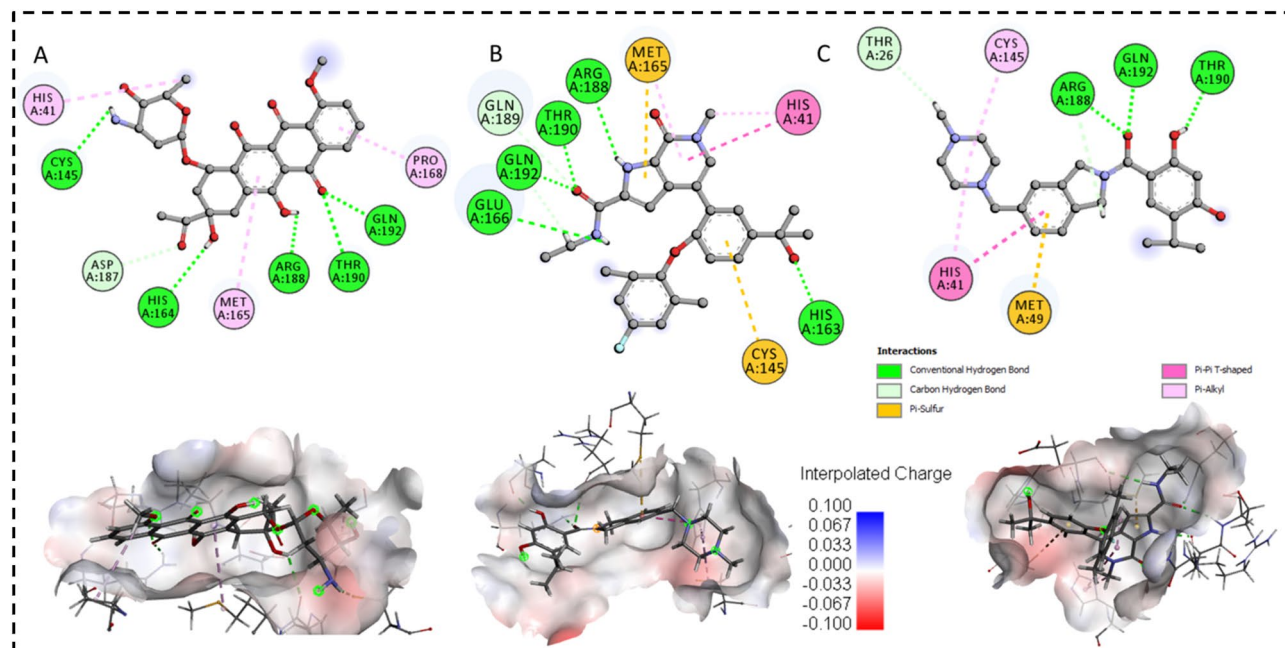 A
HIS
A:41
CYS
A:145
ASP
A:187
HIS
A:164
MET
A:165
ARG
A:188
THR
A:190
GLN
A:192
PRO
A:168
B
ARG
A:188
MET
A:165
GLN
A:189
THR
A:190
GLN
A:192
GLU
A:166
HIS
A:41
HIS
A:163
CYS
A:145
C
THR
A:26
CYS
A:145
ARG
A:188
GLN
A:192
THR
A:190
HIS
A:41
MET
A:49
Interactions
Conventional Hydrogen Bond
Carbon Hydrogen Bond
Pi-Sulfur
Pi-Pi T-shaped
Pi-Alkyl
Interpolated Charge
0.100
0.067
0.033
0.000
-0.033
-0.067
-0.100